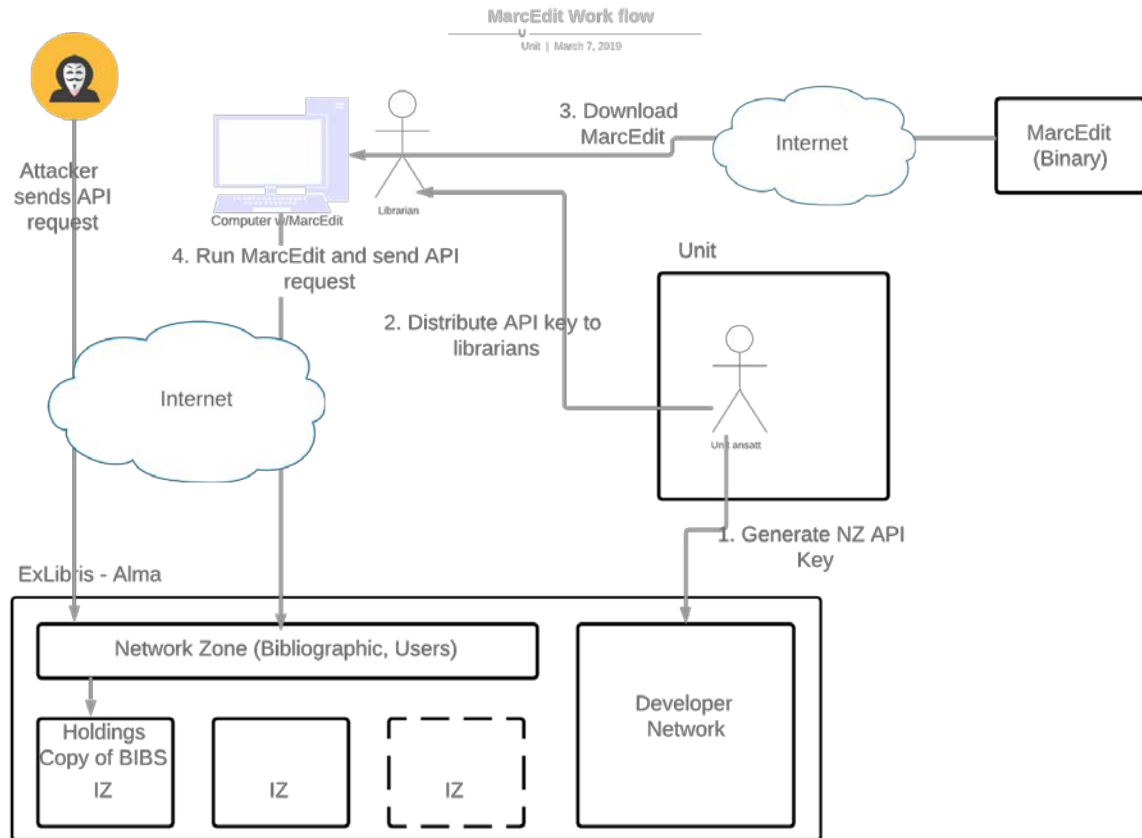 MarcEdit Work flow
Unit | March 7, 2019
Attacker
sends API
request
3. Download
MarcEdit
Internet
MarcEdit
(Binary)
Computer w/MarcEdit
Librarian
4. Run MarcEdit and send API
request
Unit
2. Distribute API key to
librarians
Internet
Unit ansatt
1. Generate NZ API
Key
ExLibris - Alma
Network Zone (Bibliographic, Users)
Developer
Network
Holdings
Copy of BIBS
IZ
IZ
IZ